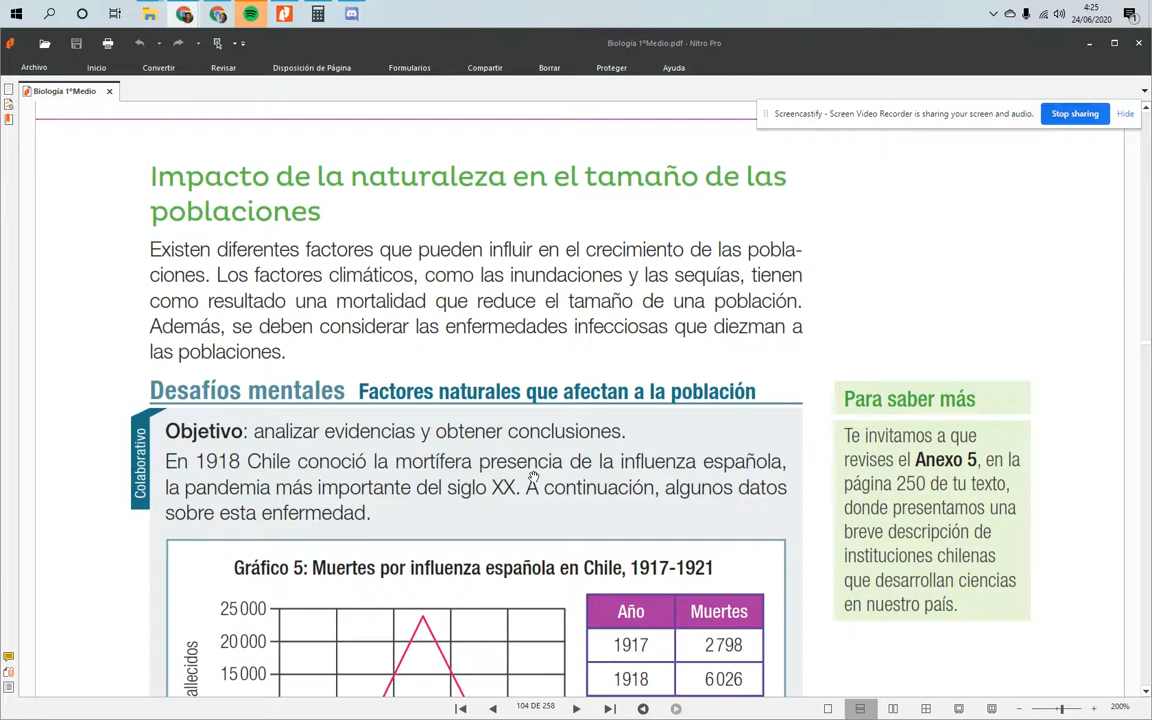 4:25
24/06/2020
1
Biología 1ºMedio.pdf - Nitro Pro
Archivo
Inicio
Convertir
Revisar
Disposición de Página
Formularios
Compartir
Borrar
Proteger
Ayuda
Biología 1ºMedio
Screencastify - Screen Video Recorder is sharing your screen and audio.
Stop sharing
Hide
Impacto de la naturaleza en el tamaño de las
poblaciones
Existen diferentes factores que pueden influir en el crecimiento de las pobla-
ciones. Los factores climáticos, como las inundaciones y las sequías, tienen
como resultado una mortalidad que reduce el tamaño de una población.
Además, se deben considerar las enfermedades infecciosas que diezman a
las poblaciones.
Desafíos mentales Factores naturales que afectan a la población
Colaborativo
Objetivo: analizar evidencias y obtener conclusiones.
En 1918 Chile conoció la mortífera presencia de la influenza española,
la pandemia más importante del siglo XX. A continuación, algunos datos
sobre esta enfermedad.
Gráfico 5: Muertes por influenza española en Chile, 1917-1921
25 000
20 000
15 000
allecidos
Año Muertes
1917 2 798
1918 6 026
Para saber más
Te invitamos a que
revises el Anexo 5, en la
página 250 de tu texto,
donde presentamos una
breve descripción de
instituciones chilenas
que desarrollan ciencias
en nuestro país.
104 DE 258
200%